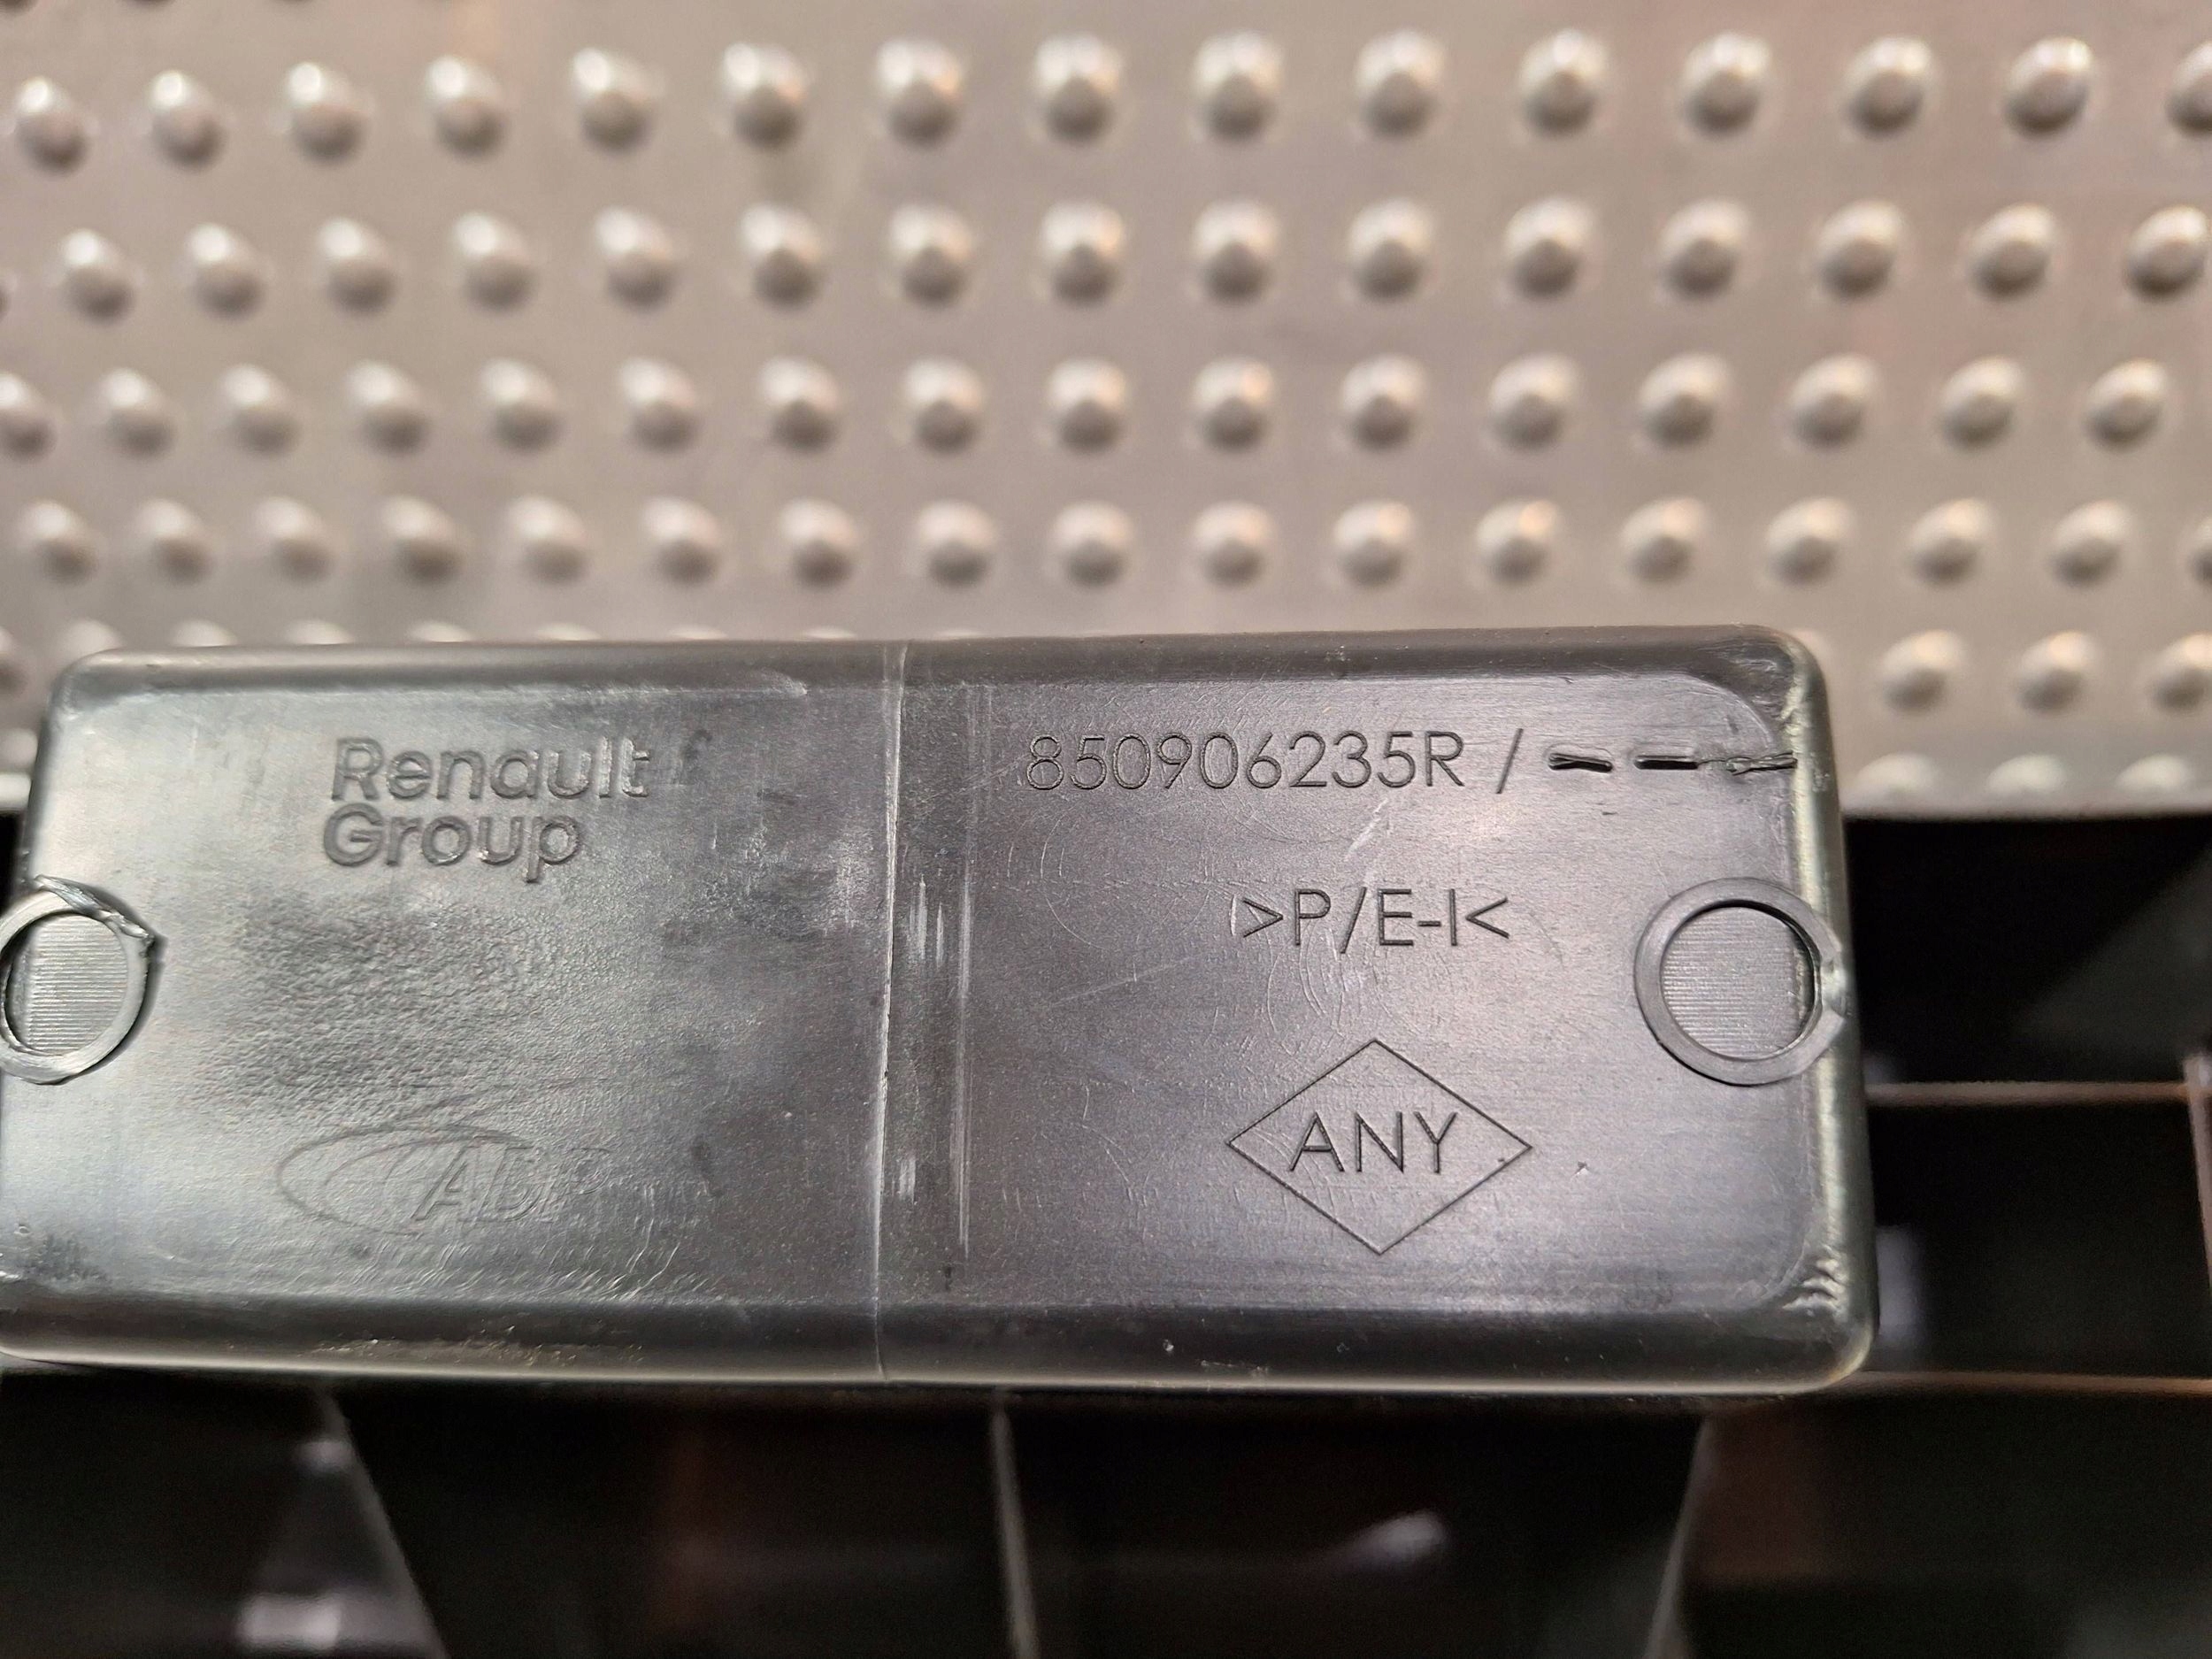 Renault
Group
850906235R / – – –
>P/E-I<
ANY